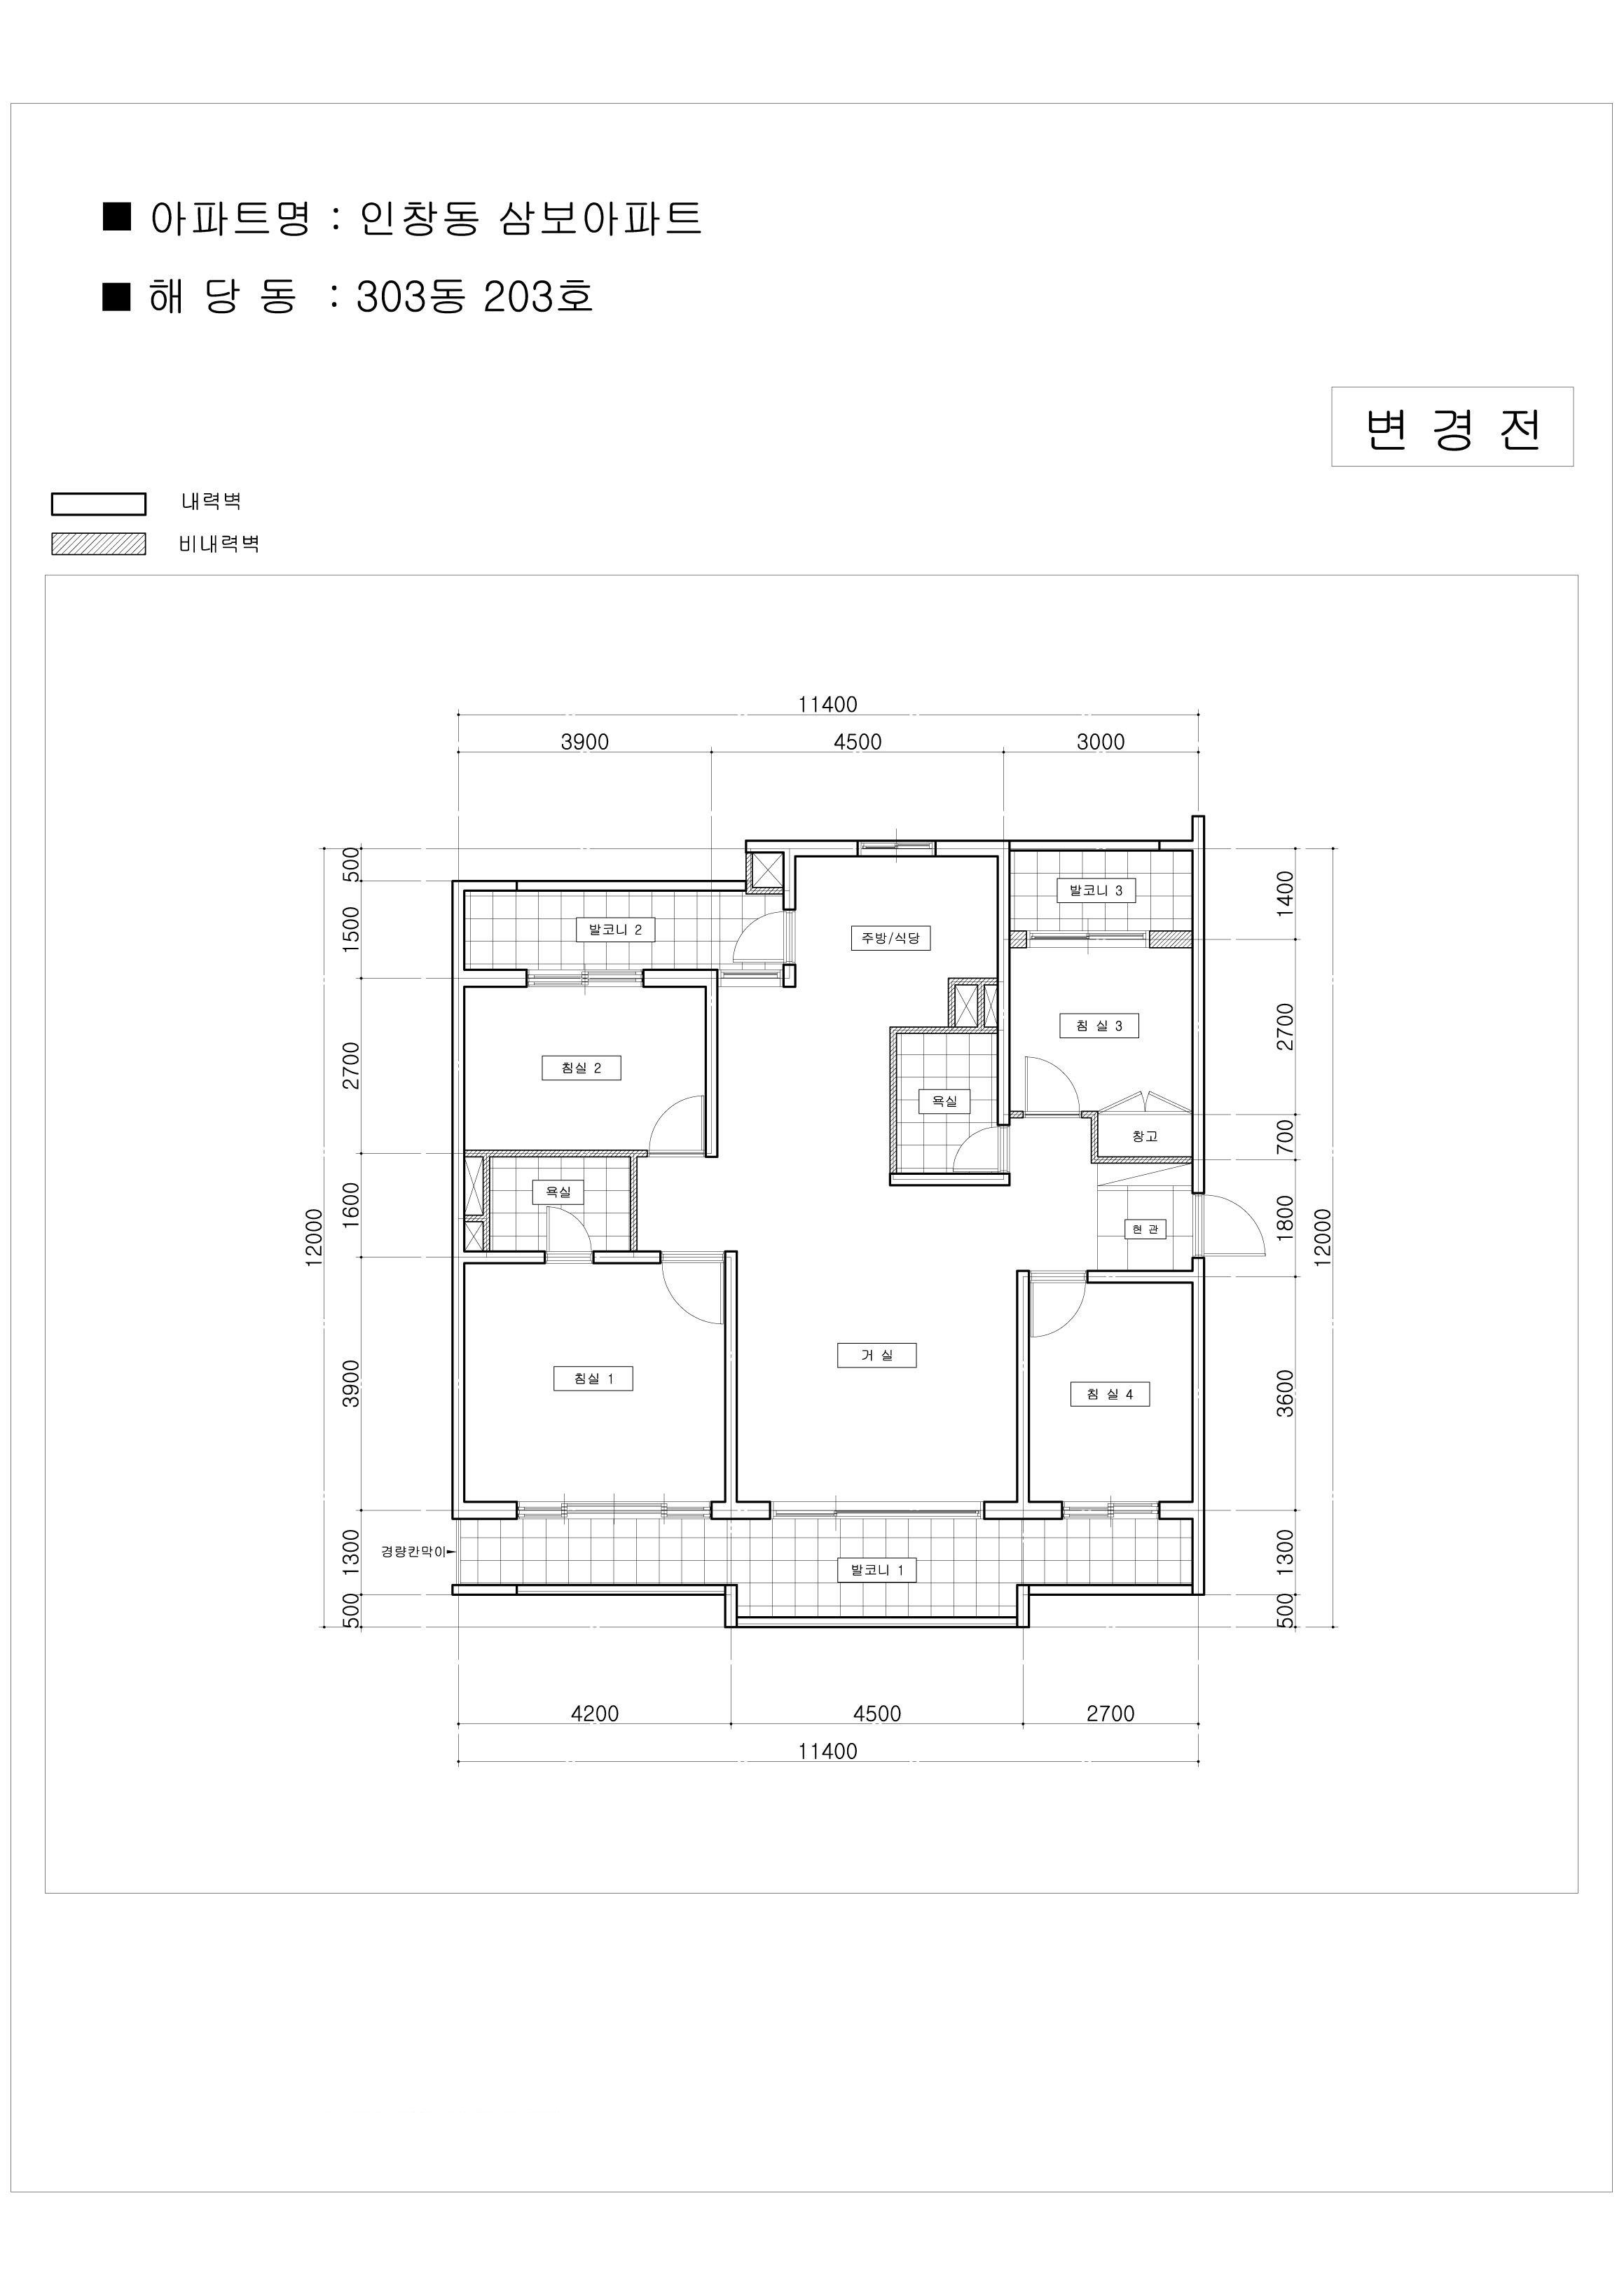 ■ 아파트명 : 인창동 삼보아파트
■ 해 당 동 : 303동 203호
변 경 전
내력벽
비내력벽
11400
3900 4500 3000
500
1500
2700
1600
3900
1300
500
12000
발코니 2
주방/식당
발코니 3
침 실 3
침실 2
욕실
창고
욕실
현 관
거 실
침실 1
침 실 4
경량칸막이
발코니 1
1400
2700
700
1800
3600
1300
500
12000
4200 4500 2700
11400